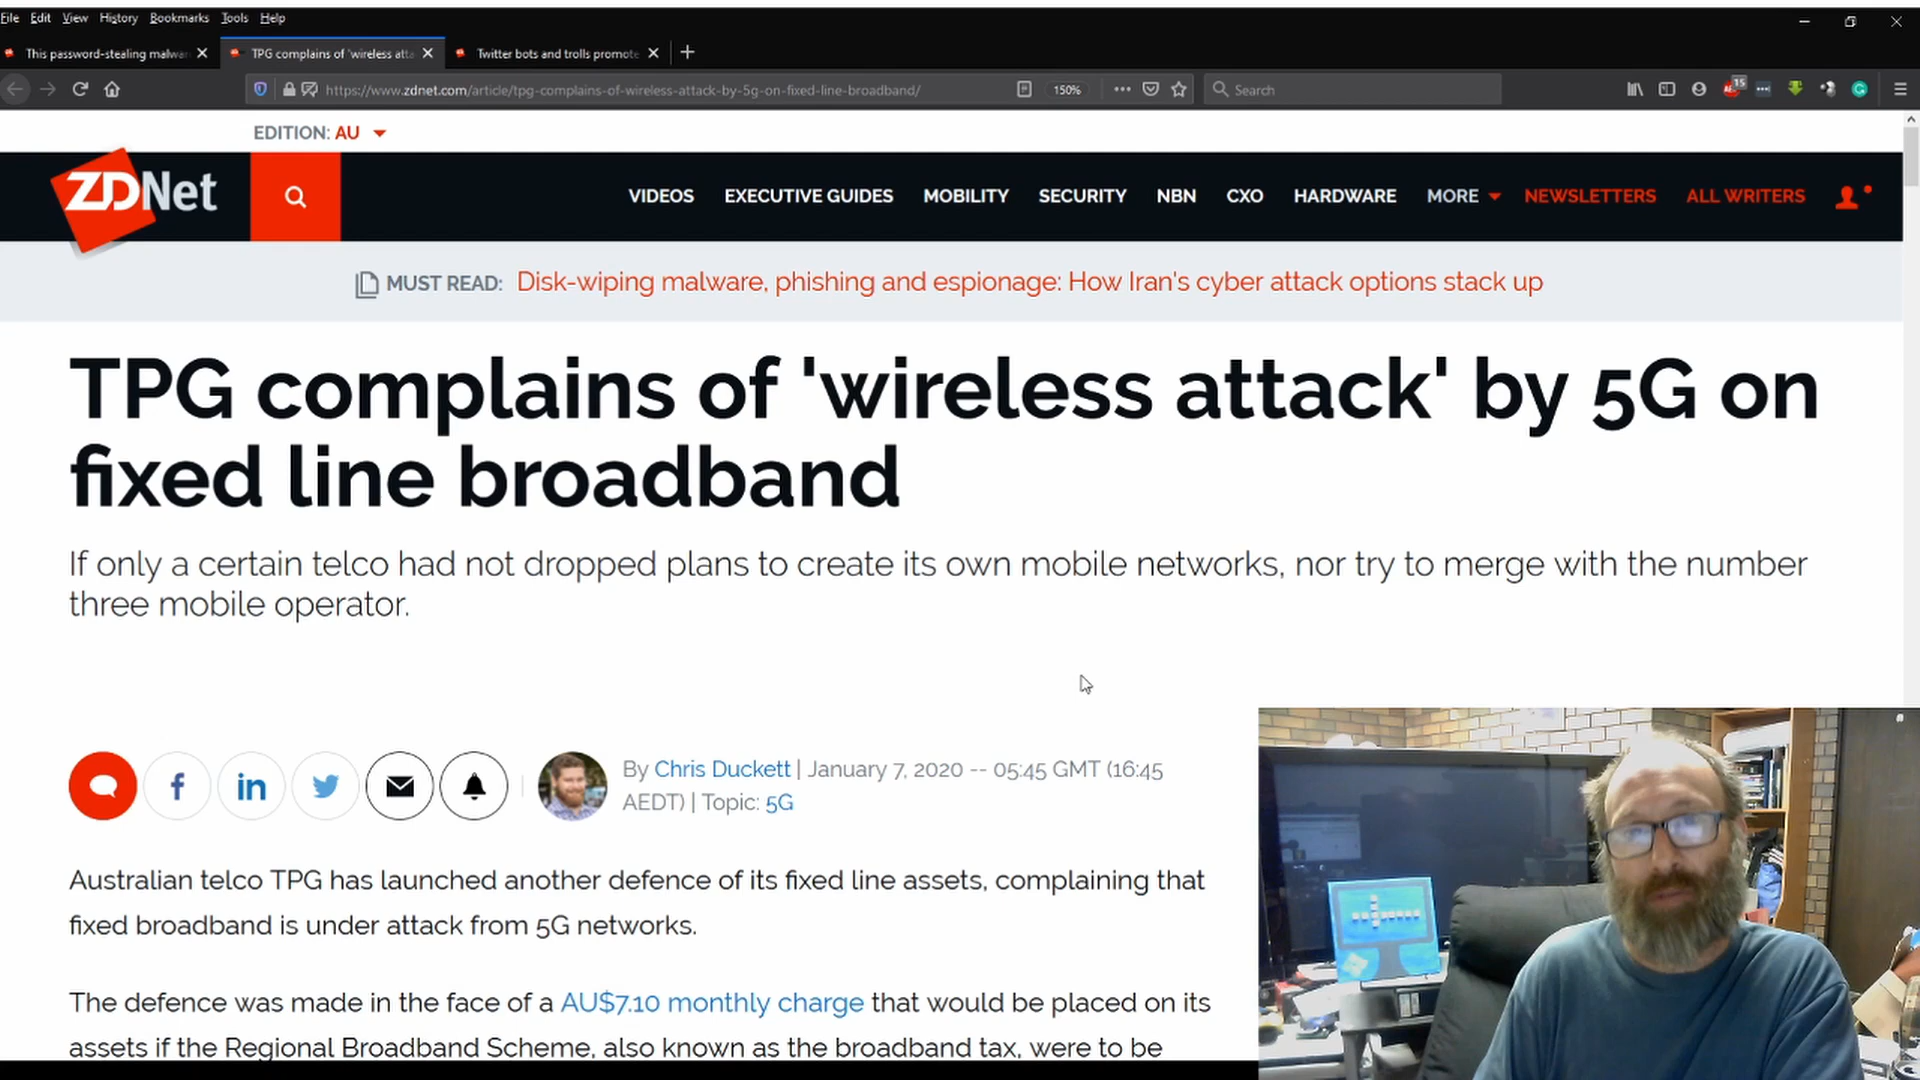 File Edit View History Bookmarks Tools Help
This password-stealing malwa
TPG complains of 'wireless atta
Twitter bots and trolls promote
https://www.zdnet.com/article/tpg-complains-of-wireless-attack-by-5g-on-fixed-line-broadband/
150%
Search
15
EDITION: AU
ZDNet
VIDEOS EXECUTIVE GUIDES MOBILITY SECURITY NBN CXO HARDWARE MORE NEWSLETTERS ALL WRITERS
MUST READ: Disk-wiping malware, phishing and espionage: How Iran's cyber attack options stack up
TPG complains of 'wireless attack' by 5G on
fixed line broadband
If only a certain telco had not dropped plans to create its own mobile networks, nor try to merge with the number
three mobile operator.
By Chris Duckett | January 7, 2020 -- 05:45 GMT (16:45
AEDT) | Topic: 5G
Australian telco TPG has launched another defence of its fixed line assets, complaining that
fixed broadband is under attack from 5G networks.
The defence was made in the face of a AU$7.10 monthly charge that would be placed on its
assets if the Regional Broadband Scheme, also known as the broadband tax, were to be